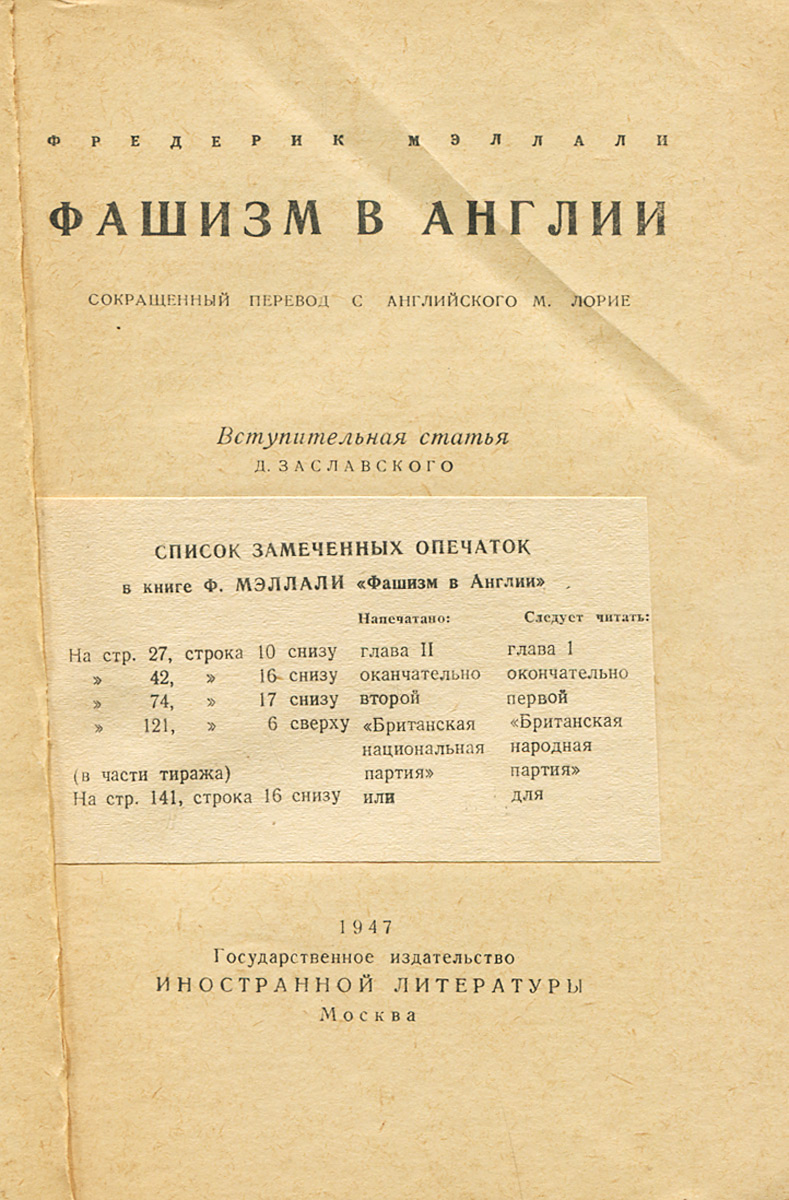 ФРЕДЕРИК МЭЛЛАЛИ
ФАШИЗМ В АНГЛИИ
СОКРАЩЕННЫЙ ПЕРЕВОД С АНГЛИЙСКОГО М. ЛОРИЕ
Вступительная статья
Д. ЗАСЛАВСКОГО
СПИСОК ЗАМЕЧЕННЫХ ОПЕЧАТОК
в книге Ф. МЭЛЛАЛИ «Фашизм в Англии»
Напечатано: Следует читать:
На стр. 27, строка 10 снизу глава II глава 1
» 42, » 16 снизу оканчательно окончательно
» 74, » 17 снизу второй первой
» 121, » 6 сверху «Британская «Британская
национальная народная
(в части тиража) партия» партия»
На стр. 141, строка 16 снизу или для
1947
Государственное издательство
ИНОСТРАННОЙ ЛИТЕРАТУРЫ
Москва